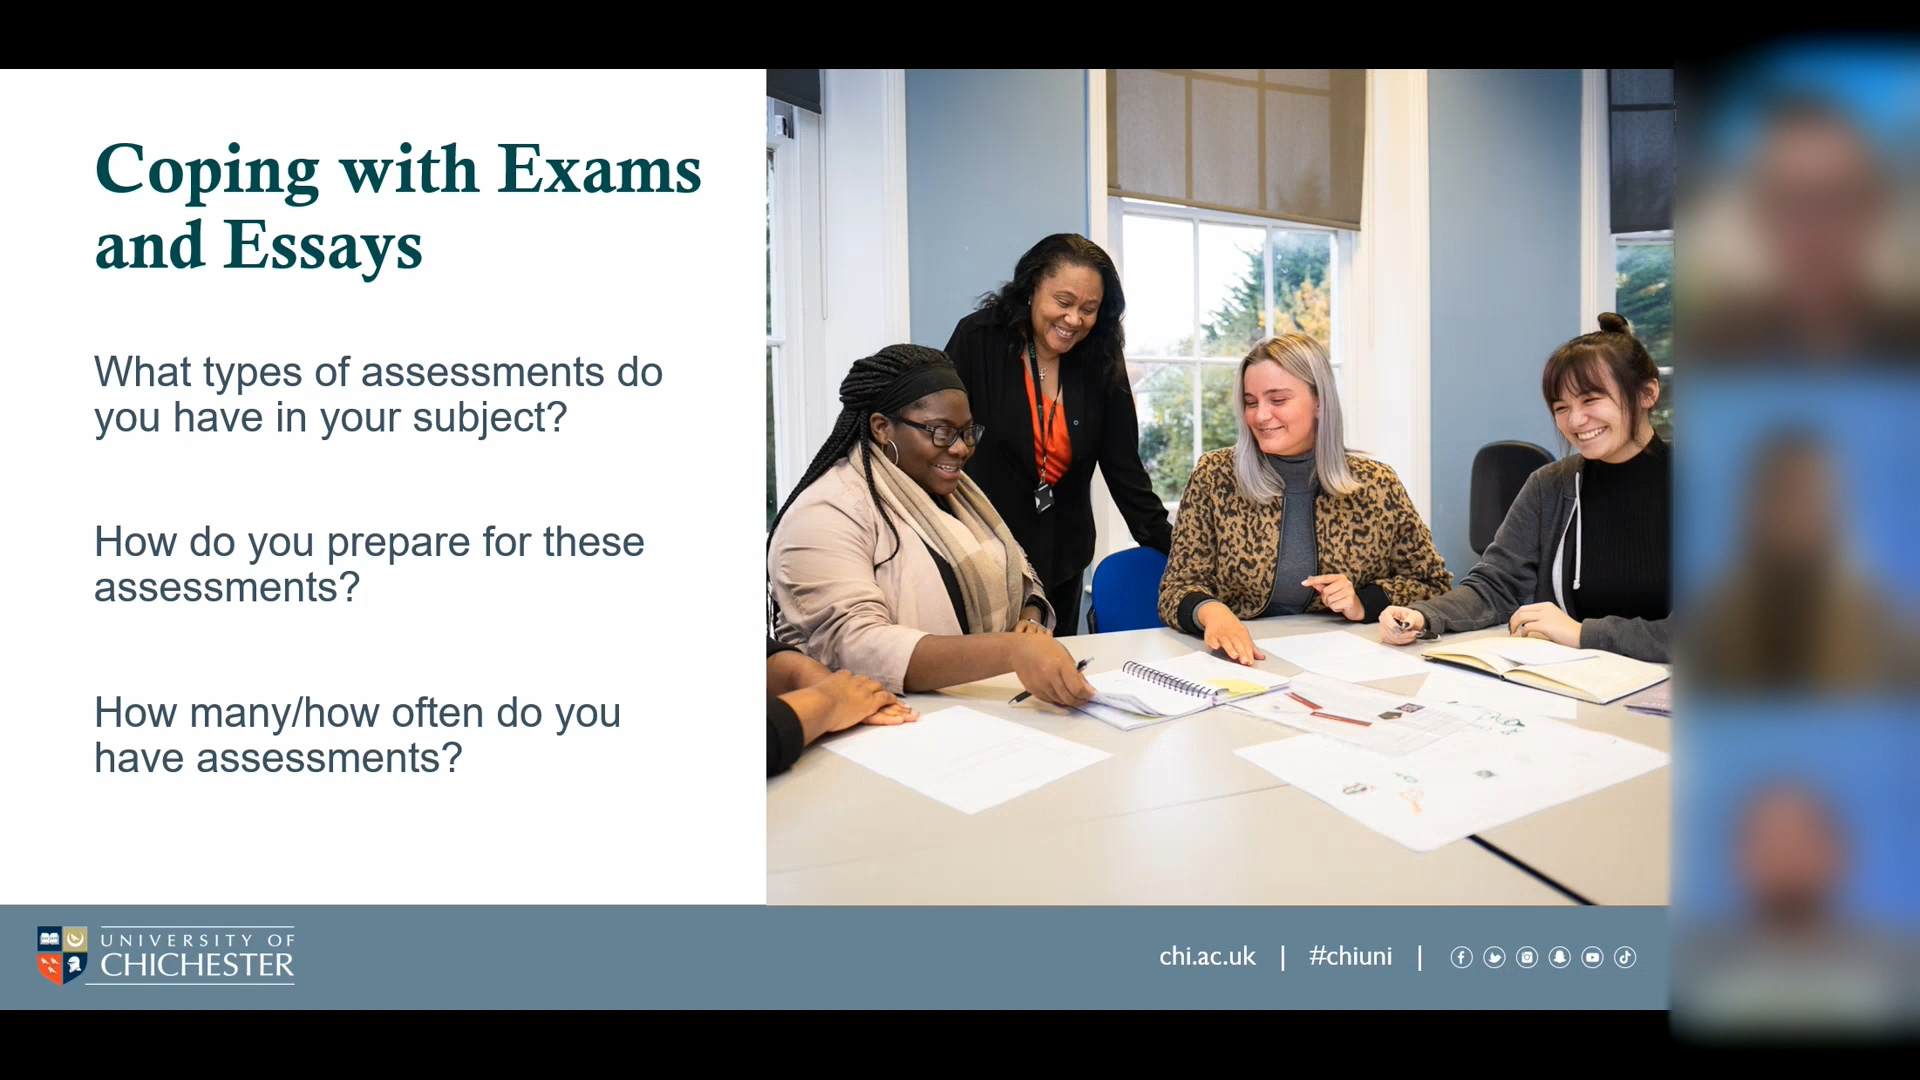 Coping with Exams
and Essays
What types of assessments do
you have in your subject?
How do you prepare for these
assessments?
How many/how often do you
have assessments?
UNIVERSITY OF
CHICHESTER
chi.ac.uk | #chiuni |